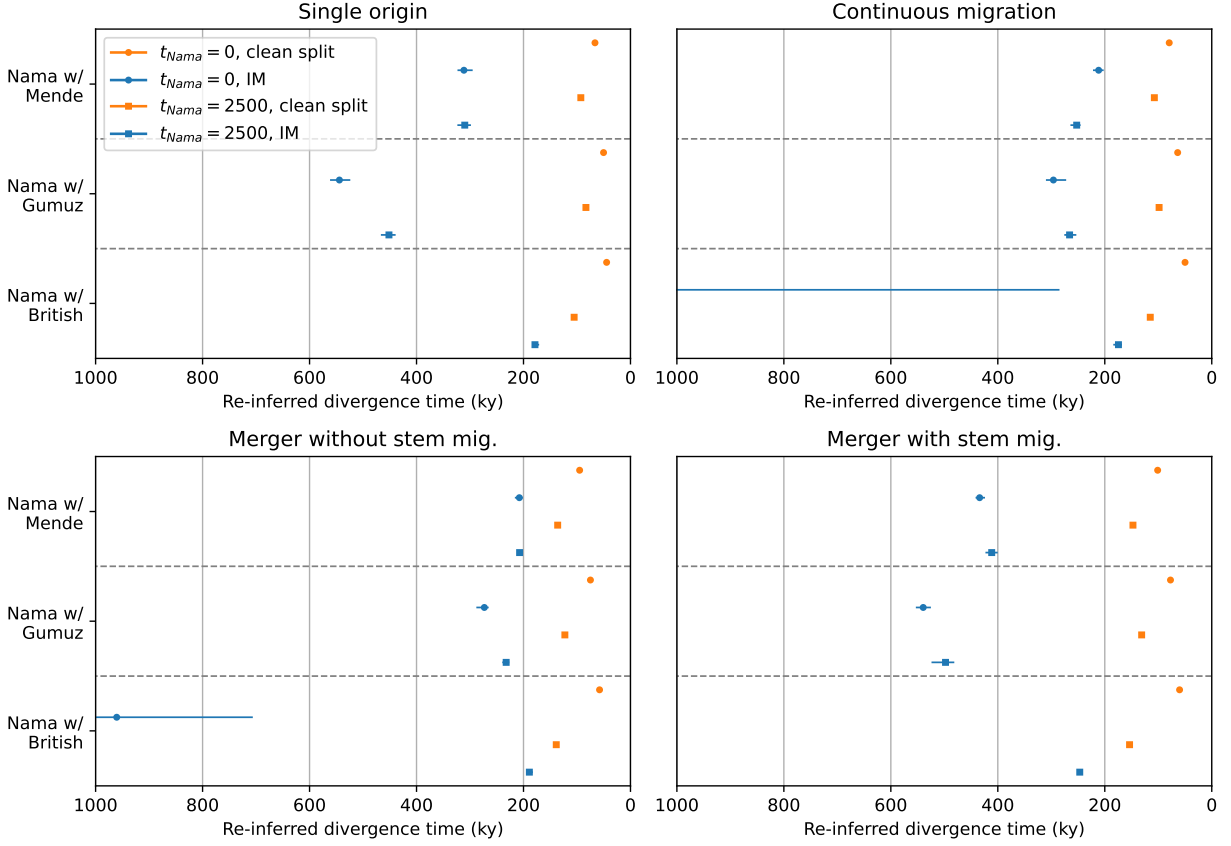 Single origin
t_Nama = 0, clean split
t_Nama = 0, IM
t_Nama = 2500, clean split
t_Nama = 2500, IM
Nama w/
Mende
Nama w/
Gumuz
Nama w/
British
1000 800 600 400 200 0
Re-inferred divergence time (ky)
Continuous migration
1000 800 600 400 200 0
Re-inferred divergence time (ky)
Merger without stem mig.
Nama w/
Mende
Nama w/
Gumuz
Nama w/
British
1000 800 600 400 200 0
Re-inferred divergence time (ky)
Merger with stem mig.
1000 800 600 400 200 0
Re-inferred divergence time (ky)